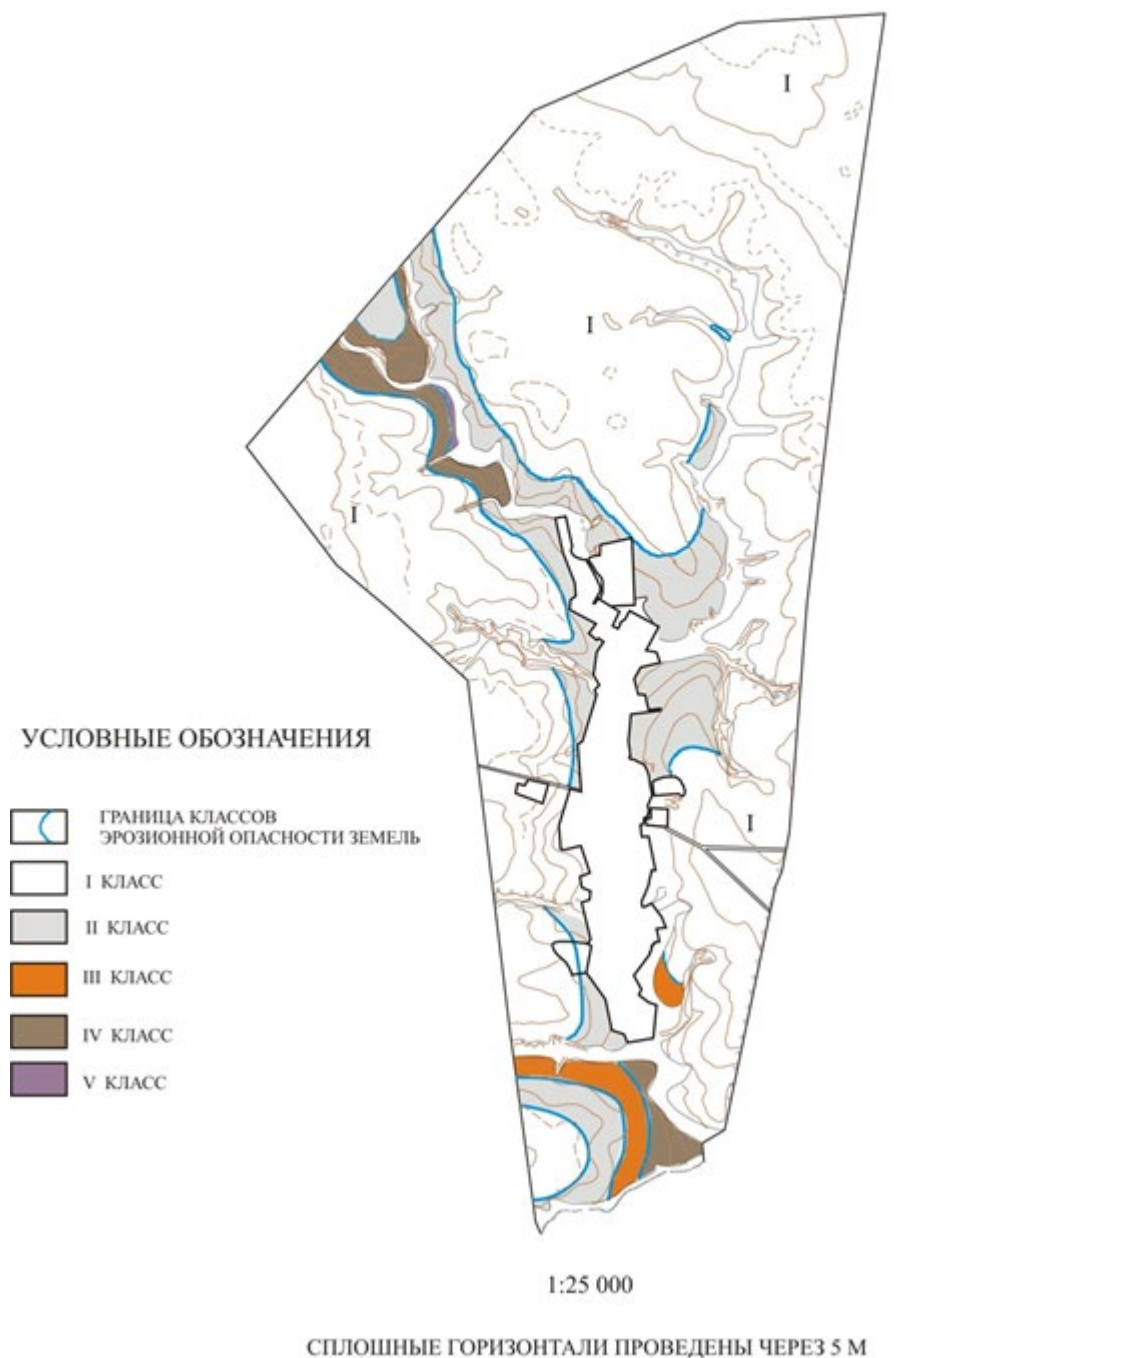 I
I
I
УСЛОВНЫЕ ОБОЗНАЧЕНИЯ
ГРАНИЦА КЛАССОВ
ЭРОЗИОННОЙ ОПАСНОСТИ ЗЕМЕЛЬ
I
I КЛАСС
II КЛАСС
III КЛАСС
IV КЛАСС
V КЛАСС
1:25 000
СПЛОШНЫЕ ГОРИЗОНТАЛИ ПРОВЕДЕНЫ ЧЕРЕЗ 5 М